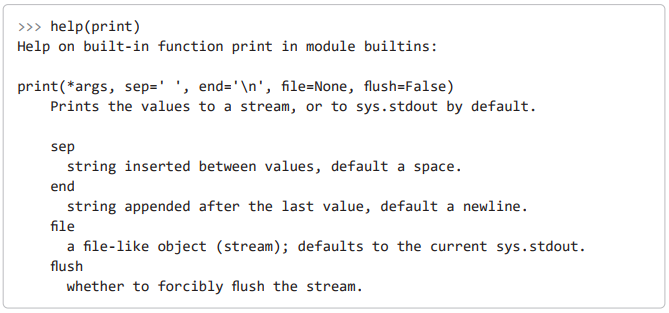 >>> help(print)
Help on built-in function print in module builtins:

print(*args, sep=' ', end='\n', file=None, flush=False)
    Prints the values to a stream, or to sys.stdout by default.

    sep
      string inserted between values, default a space.
    end
      string appended after the last value, default a newline.
    file
      a file-like object (stream); defaults to the current sys.stdout.
    flush
      whether to forcibly flush the stream.